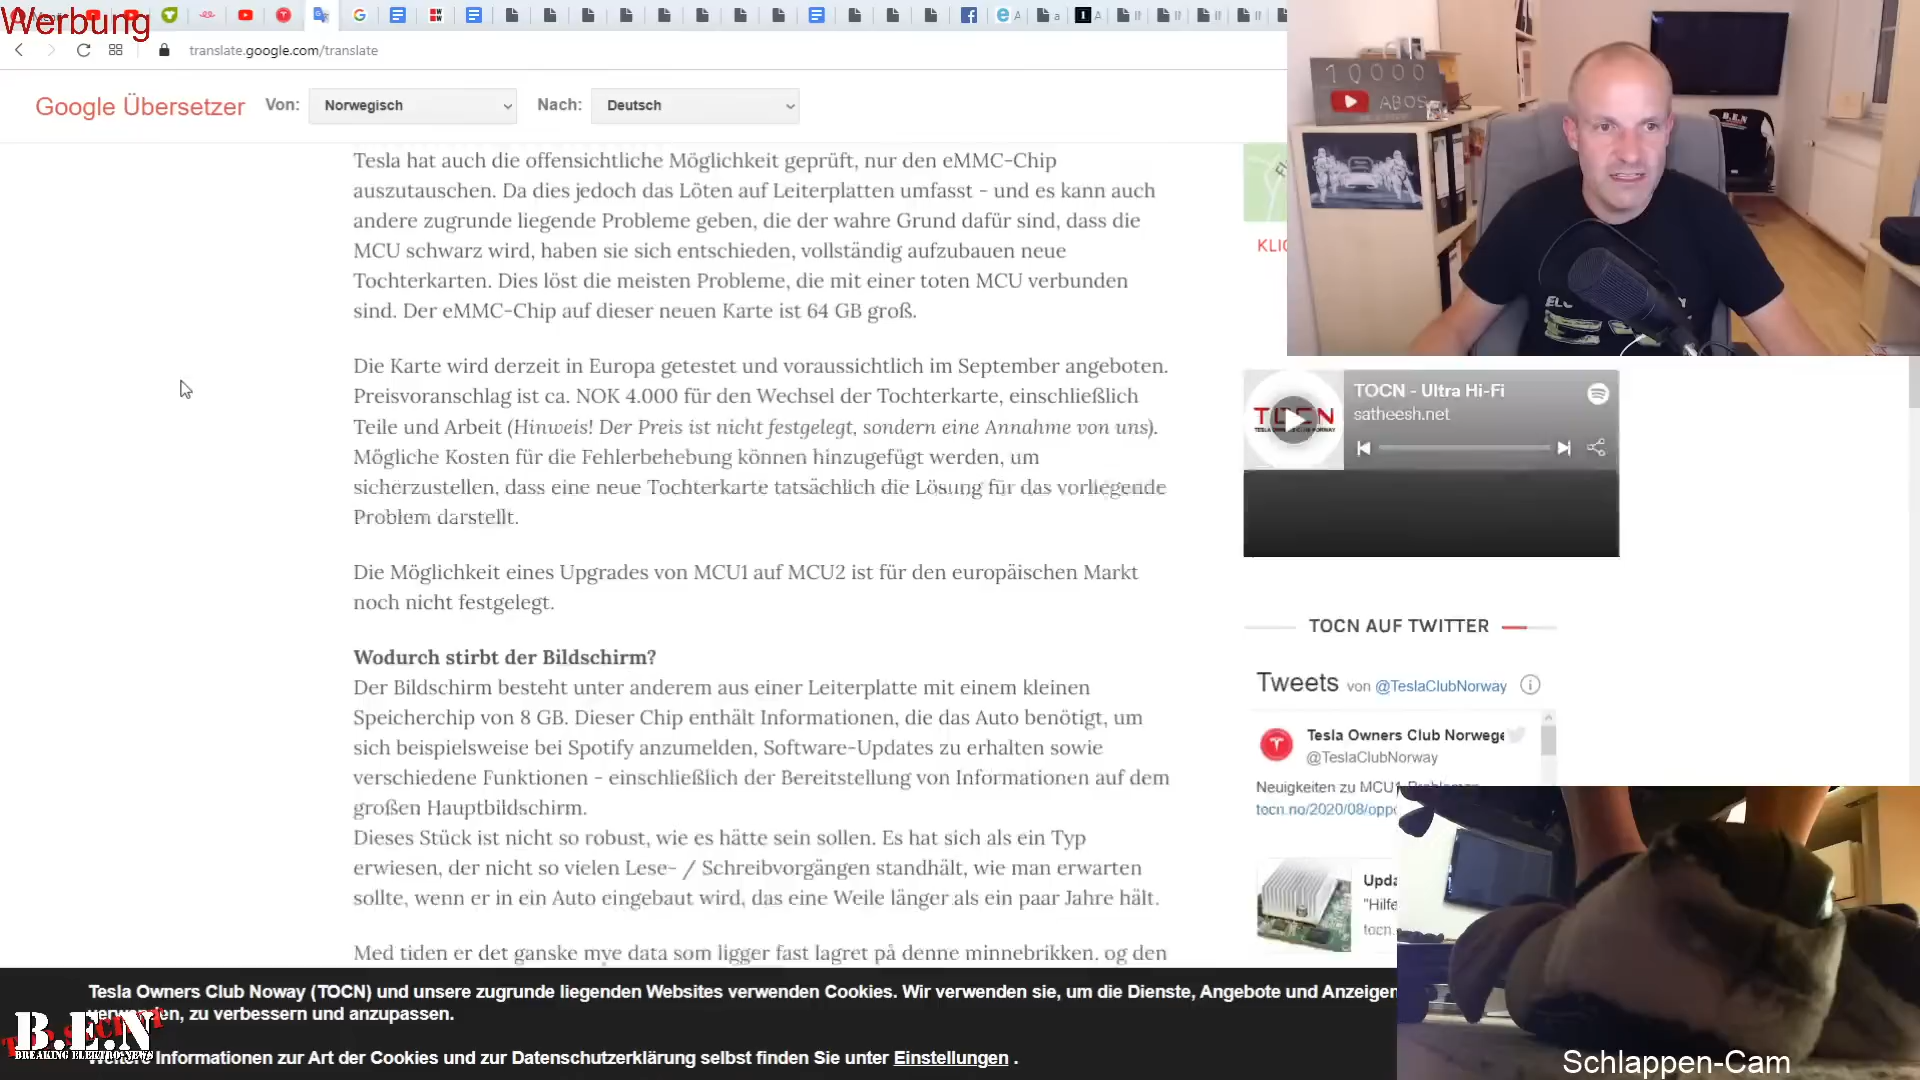 Werbung
translate.google.com/translate
Google Übersetzer
Von:
Norwegisch
Nach:
Deutsch
Tesla hat auch die offensichtliche Möglichkeit geprüft, nur den eMMC-Chip
auszutauschen. Da dies jedoch das Löten auf Leiterplatten umfasst - und es kann auch
andere zugrunde liegende Probleme geben, die der wahre Grund dafür sind, dass die
MCU schwarz wird, haben sie sich entschieden, vollständig aufzubauen neue
Tochterkarten. Dies löst die meisten Probleme, die mit einer toten MCU verbunden
sind. Der eMMC-Chip auf dieser neuen Karte ist 64 GB groß.
Die Karte wird derzeit in Europa getestet und voraussichtlich im September angeboten.
Preisvoranschlag ist ca. NOK 4.000 für den Wechsel der Tochterkarte, einschließlich
Teile und Arbeit (Hinweis! Der Preis ist nicht festgelegt, sondern eine Annahme von uns).
Mögliche Kosten für die Fehlerbehebung können hinzugefügt werden, um
sicherzustellen, dass eine neue Tochterkarte tatsächlich die Lösung für das vorliegende
Problem darstellt.
Die Möglichkeit eines Upgrades von MCU1 auf MCU2 ist für den europäischen Markt
noch nicht festgelegt.
Wodurch stirbt der Bildschirm?
Der Bildschirm besteht unter anderem aus einer Leiterplatte mit einem kleinen
Speicherchip von 8 GB. Dieser Chip enthält Informationen, die das Auto benötigt, um
sich beispielsweise bei Spotify anzumelden, Software-Updates zu erhalten sowie
verschiedene Funktionen - einschließlich der Bereitstellung von Informationen auf dem
großen Hauptbildschirm.
Dieses Stück ist nicht so robust, wie es hätte sein sollen. Es hat sich als ein Typ
erwiesen, der nicht so vielen Lese- / Schreibvorgängen standhält, wie man erwarten
sollte, wenn er in ein Auto eingebaut wird, das eine Weile länger als ein paar Jahre hält.
Med tiden er det ganske mye data som ligger fast lagret på denne minnebrikken. og den
10000
ABOS
B.E.N
KLIC
TOCN - Ultra Hi-Fi
satheesh.net
TOCN
TOCN AUF TWITTER
Tweets von @TeslaClubNorway
Tesla Owners Club Norwege
@TeslaClubNorway
Neuigkeiten zu MCU1
tocn.no/2020/08/oppd
Upda
"Hilfe
tocn.
Tesla Owners Club Noway (TOCN) und unsere zugrunde liegenden Websites verwenden Cookies. Wir verwenden sie, um die Dienste, Angebote und Anzeigen
en, zu verbessern und anzupassen.
Informationen zur Art der Cookies und zur Datenschutzerklärung selbst finden Sie unter Einstellungen .
B.E.N
BREAKING ELEKTRO-NEWS
Schlappen-Cam